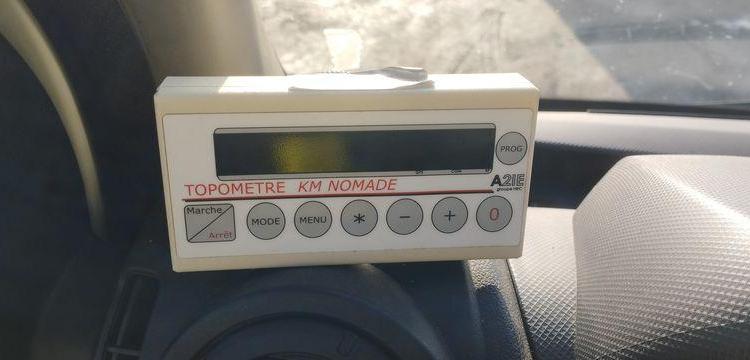 PROG
TOPOMETRE KM NOMADE
A2IE
Marche
Arrêt
MODE
MENU
*
−
+
0